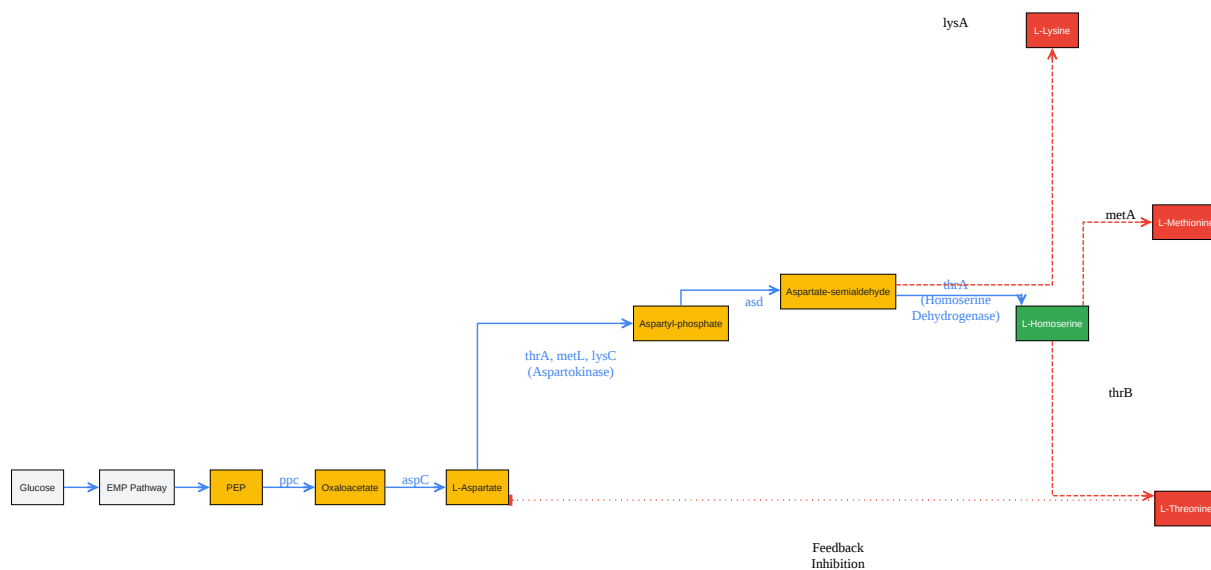 lysA
L-Lysine
metA
L-Methionine
Aspartate-semialdehyde
thrA
(Homoserine
Dehydrogenase)
asd
Aspartyl-phosphate
L-Homoserine
thrA, metL, lysC
(Aspartokinase)
thrB
Glucose
EMP Pathway
PEP
ppc
Oxaloacetate
aspC
L-Aspartate
L-Threonine
Feedback
Inhibition